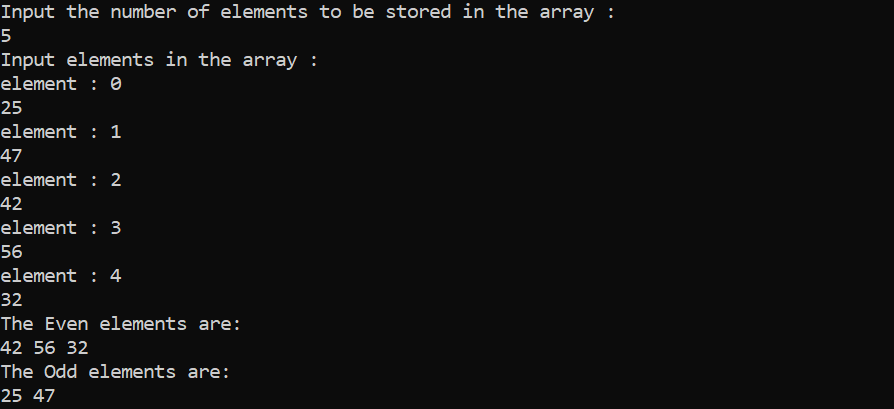 Input the number of elements to be stored in the array :
5
Input elements in the array :
element : 0
25
element : 1
47
element : 2
42
element : 3
56
element : 4
32
The Even elements are:
42 56 32
The Odd elements are:
25 47